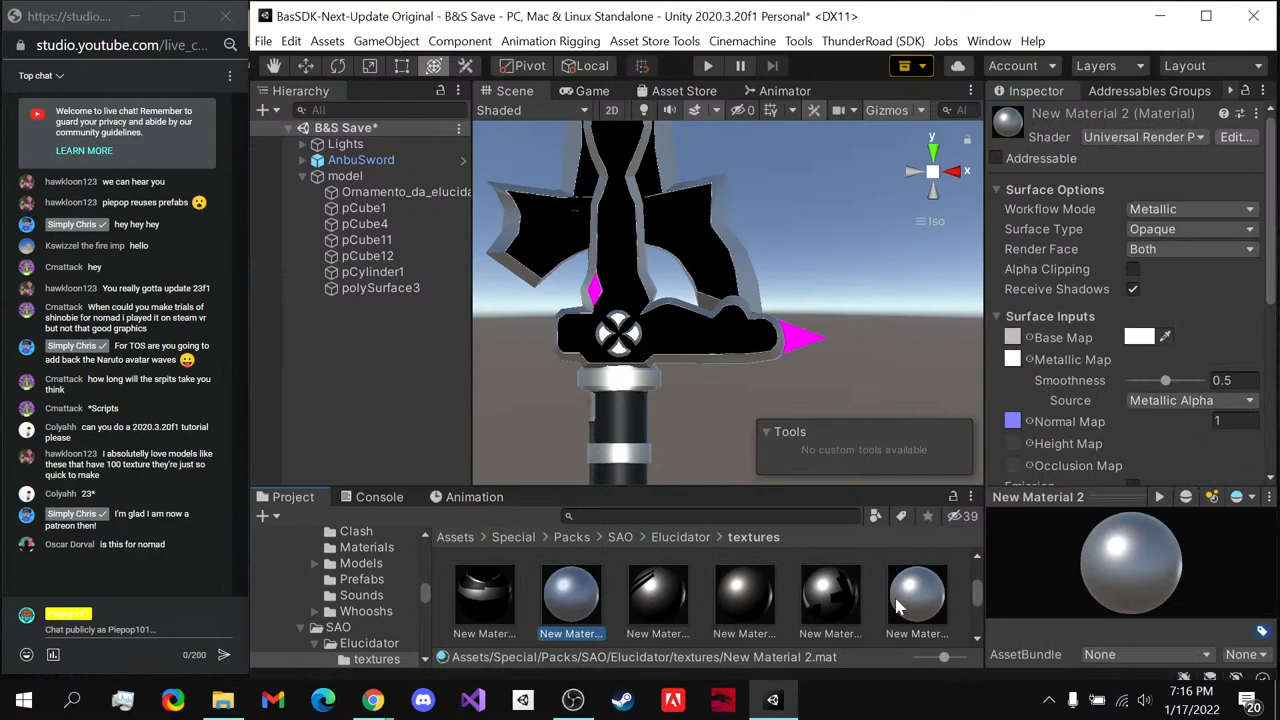 https://studio...
studio.youtube.com/live_c...
Top chat
Welcome to live chat! Remember to
guard your privacy and abide by our
community guidelines.
LEARN MORE
hawkloon123 we can hear you
hawkloon123 piepop reuses prefabs
Simply Chris hey hey hey
Kswizzel the fire imp hello
Cmattack hey
hawkloon123 You really gotta update 23f1
Cmattack When could you make trials
of shinobie for nomad i played it on steam vr
but not that good graphics
Simply Chris For TOS are you going to
add back the Naruto avatar waves
Cmattack how long will the srpits take you
think
Cmattack *Scripts
Colyahh can you do a 2020.3.20f1 tutorial
please
hawkloon123 I absolutelly love models like
these that have 100 texture they're just so
quick to make
Colyahh 23*
Simply Chris I'm glad I am now a
patreon then!
Oscar Dorval is this for nomad
Piepop101
Chat publicly as Piepop101...
0/200
BasSDK-Next-Update Original - B&S Save - PC, Mac & Linux Standalone - Unity 2020.3.20f1 Personal* <DX11>
File Edit Assets GameObject Component Animation Rigging Asset Store Tools Cinemachine Tools ThunderRoad (SDK) Jobs Window Help
Pivot Local Account Layers Layout
Hierarchy
All
B&S Save*
Lights
AnbuSword
model
Ornamento_da_elucida
pCube1
pCube4
pCube11
pCube12
pCylinder1
polySurface3
Scene Game Asset Store Animator
Shaded 2D 0 Gizmos Al
y
x
Iso
Tools
No custom tools available
Inspector Addressables Groups
New Material 2 (Material)
Shader Universal Render P Edit...
Addressable
Surface Options
Workflow Mode Metallic
Surface Type Opaque
Render Face Both
Alpha Clipping
Receive Shadows
Surface Inputs
Base Map
Metallic Map
Smoothness 0.5
Source Metallic Alpha
Normal Map 1
Height Map
Occlusion Map
Project Console Animation
39
Clash
Materials
Models
Prefabs
Sounds
Whooshs
SAO
Elucidator
textures
Assets > Special > Packs > SAO > Elucidator > textures
New Mater... New Mater... New Mater... New Mater... New Mater... New Mater...
Assets/Special/Packs/SAO/Elucidator/textures/New Material 2.mat
New Material 2
AssetBundle None None
7:16 PM
1/17/2022
20